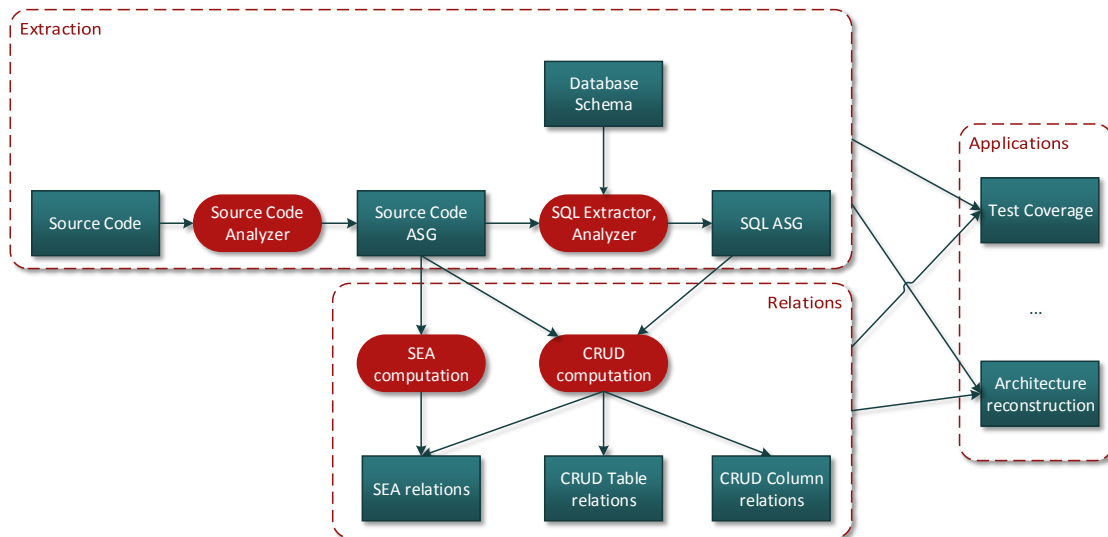 Extraction
Database
Schema
Applications
Source Code
Source Code
Analyzer
Source Code
ASG
SQL Extractor,
Analyzer
SQL ASG
Test Coverage
Relations
...
SEA
computation
CRUD
computation
Architecture
reconstruction
SEA relations
CRUD Table
relations
CRUD Column
relations